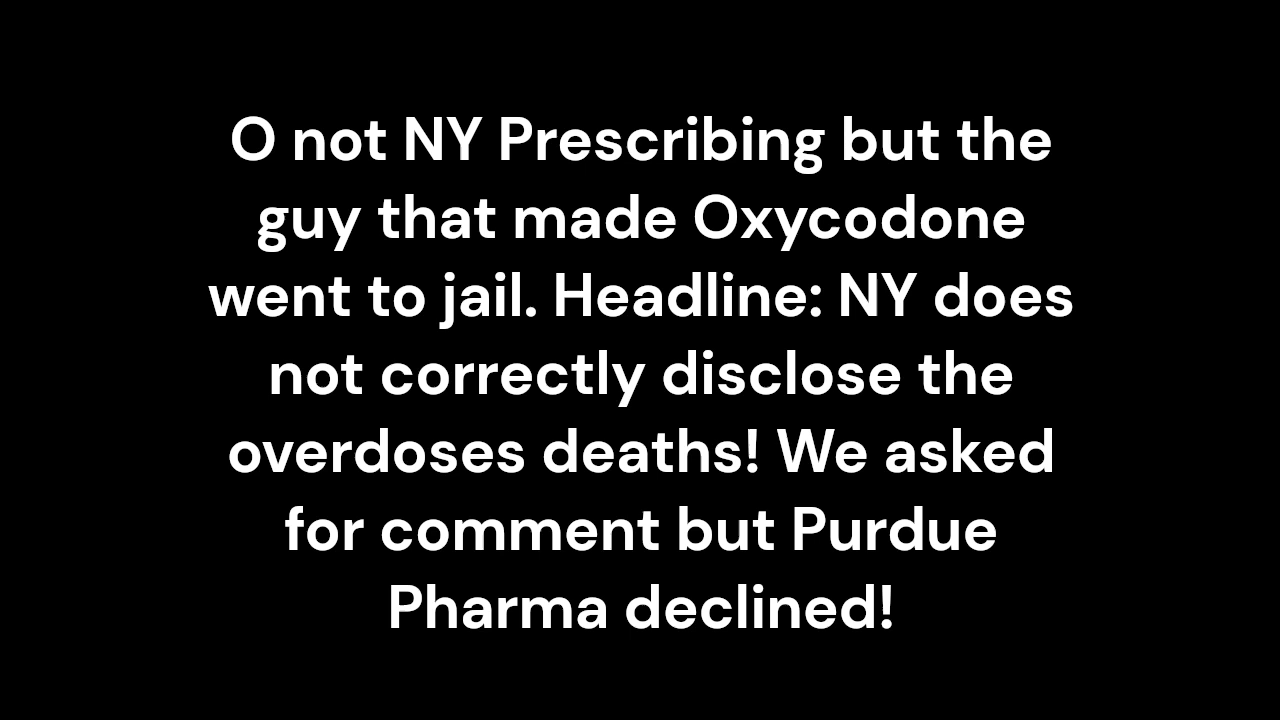 O not NY Prescribing but the
guy that made Oxycodone
went to jail. Headline: NY does
not correctly disclose the
overdoses deaths! We asked
for comment but Purdue
Pharma declined!